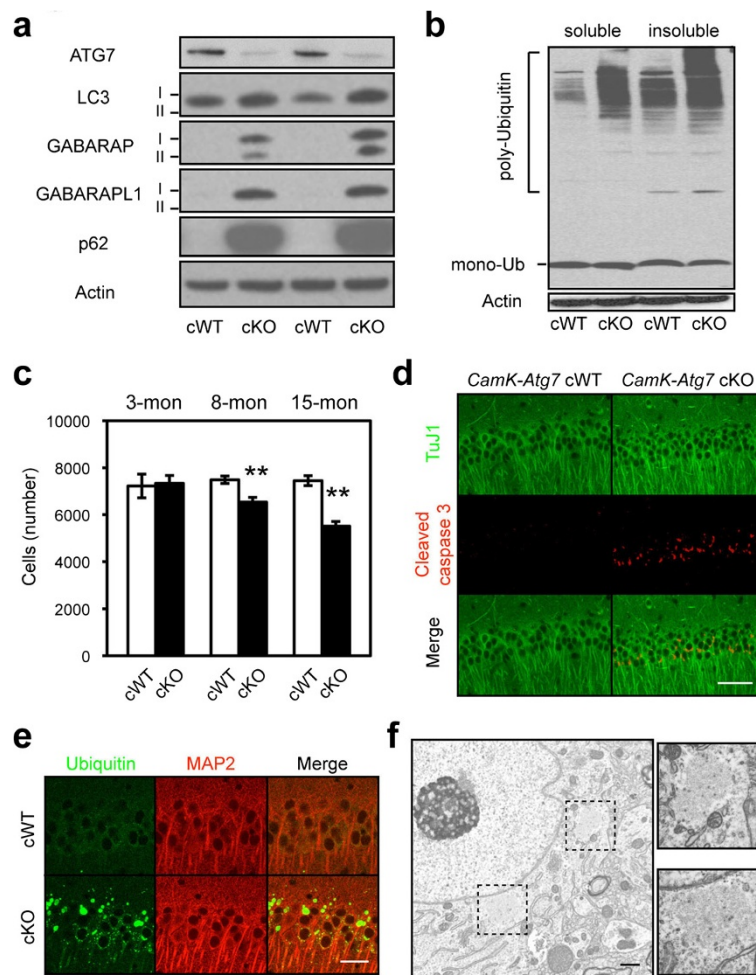 a
ATG7
LC3
I
II
GABARAP
I
II
GABARAPL1
I
II
p62
Actin
cWT cKO cWT cKO
b
soluble insoluble
poly-Ubiquitin
mono-Ub
Actin
cWT cKO cWT cKO
c
3-mon 8-mon 15-mon
Cells (number)
10000
8000
6000
4000
2000
0
**
**
cWT cKO cWT cKO cWT cKO
d
CamK-Atg7 cWT CamK-Atg7 cKO
TuJ1
Cleaved
caspase 3
Merge
e
Ubiquitin MAP2 Merge
cWT
cKO
f